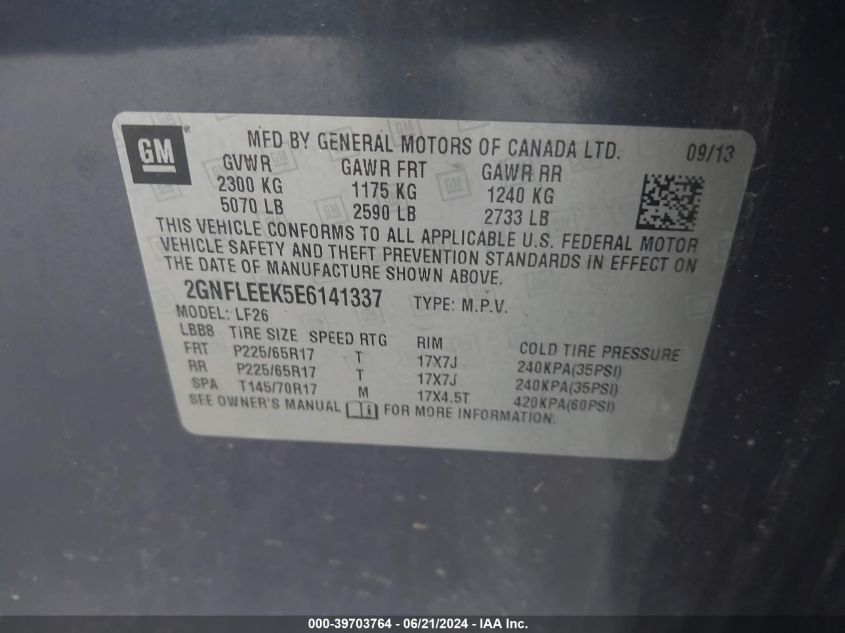 GM
MFD BY GENERAL MOTORS OF CANADA LTD. 09/13
GVWR GAWR FRT GAWR RR
2300 KG 1175 KG 1240 KG
5070 LB 2590 LB 2733 LB
THIS VEHICLE CONFORMS TO ALL APPLICABLE U.S. FEDERAL MOTOR
VEHICLE SAFETY AND THEFT PREVENTION STANDARDS IN EFFECT ON
THE DATE OF MANUFACTURE SHOWN ABOVE.
2GNFLEEK5E6141337 TYPE: M.P.V.
MODEL: LF26
LBB8 TIRE SIZE SPEED RTG RIM COLD TIRE PRESSURE
FRT P225/65R17 T 17X7J 240KPA(35PSI)
RR P225/65R17 T 17X7J 240KPA(35PSI)
SPA T145/70R17 M 17X4.5T 420KPA(60PSI)
SEE OWNER'S MANUAL FOR MORE INFORMATION.
000-39703764 - 06/21/2024 - IAA Inc.